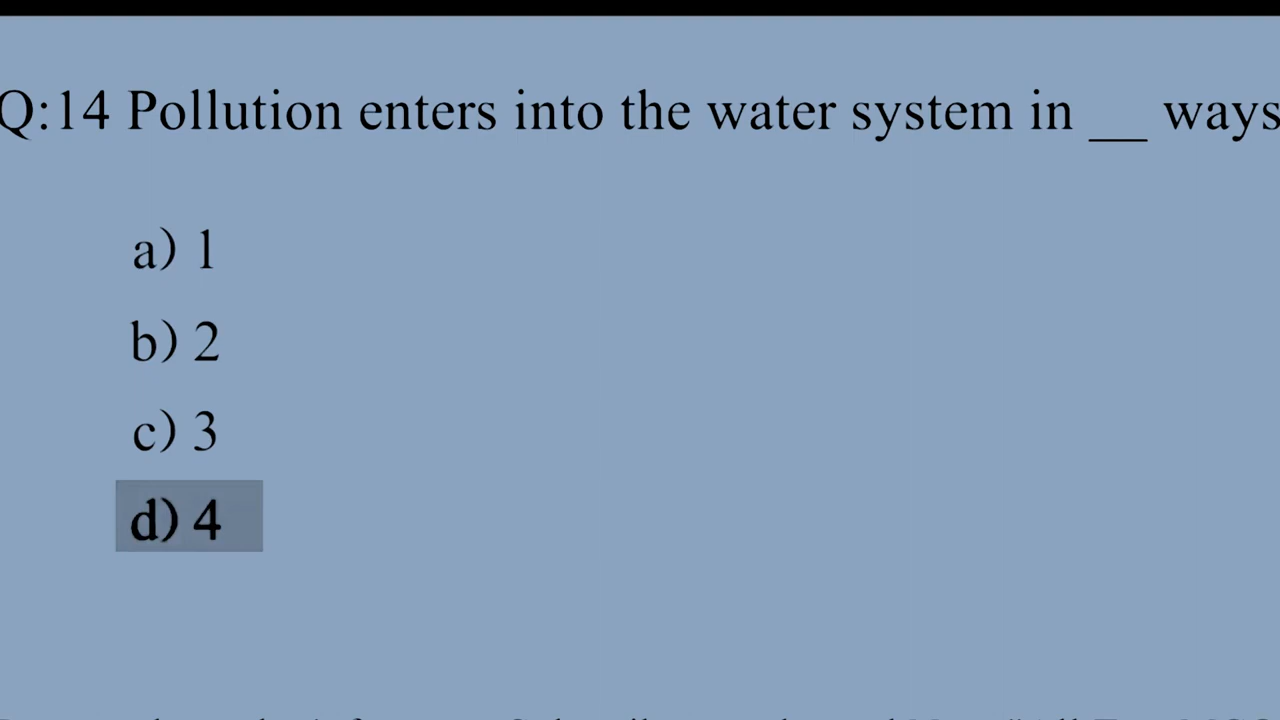 Q:14 Pollution enters into the water system in __ ways
a) 1
b) 2
c) 3
d) 4